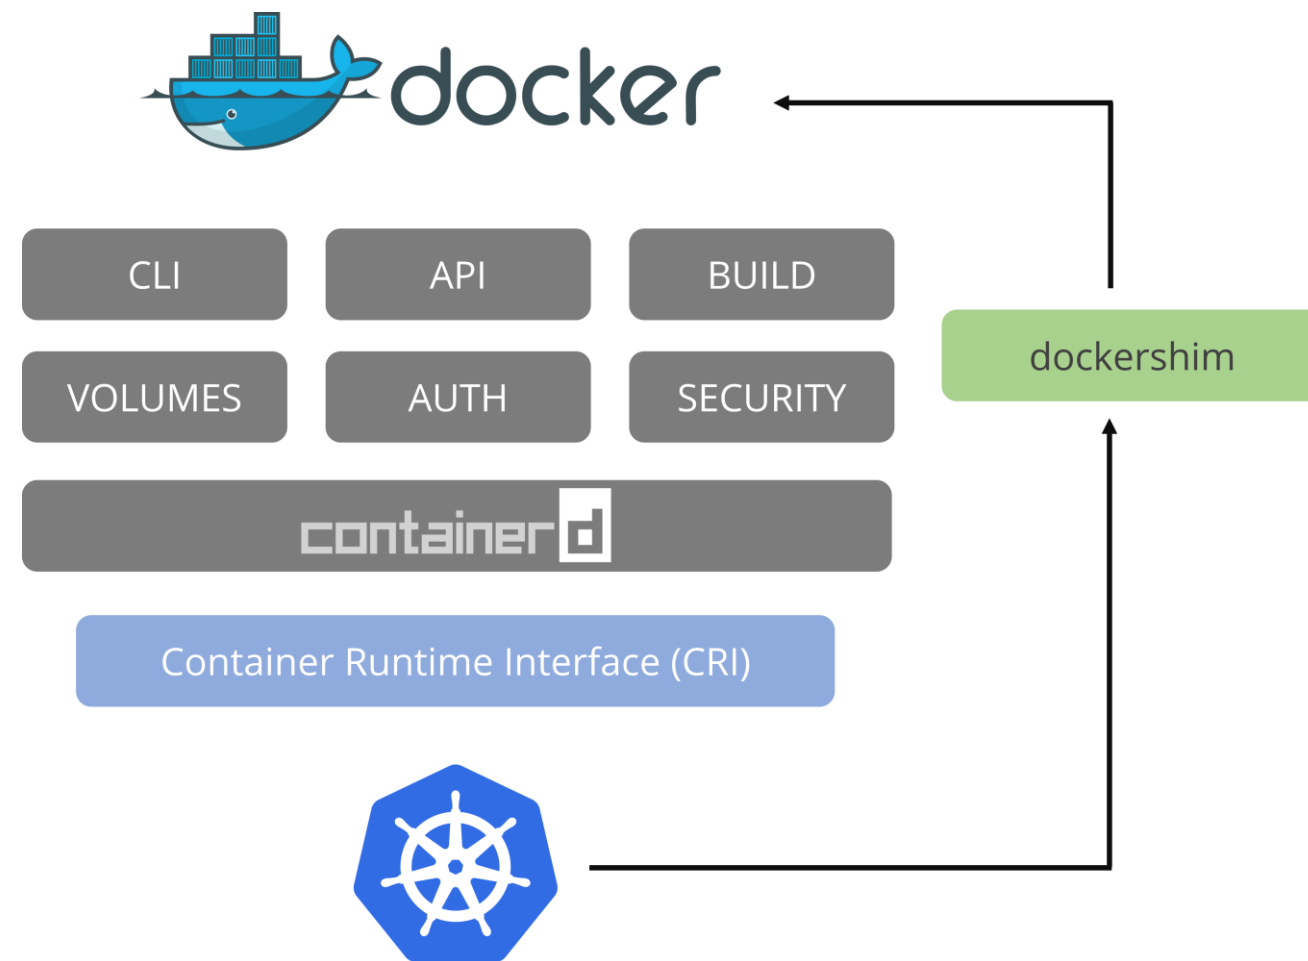 docker
CLI
API
BUILD
VOLUMES
AUTH
SECURITY
dockershim
containerd
Container Runtime Interface (CRI)